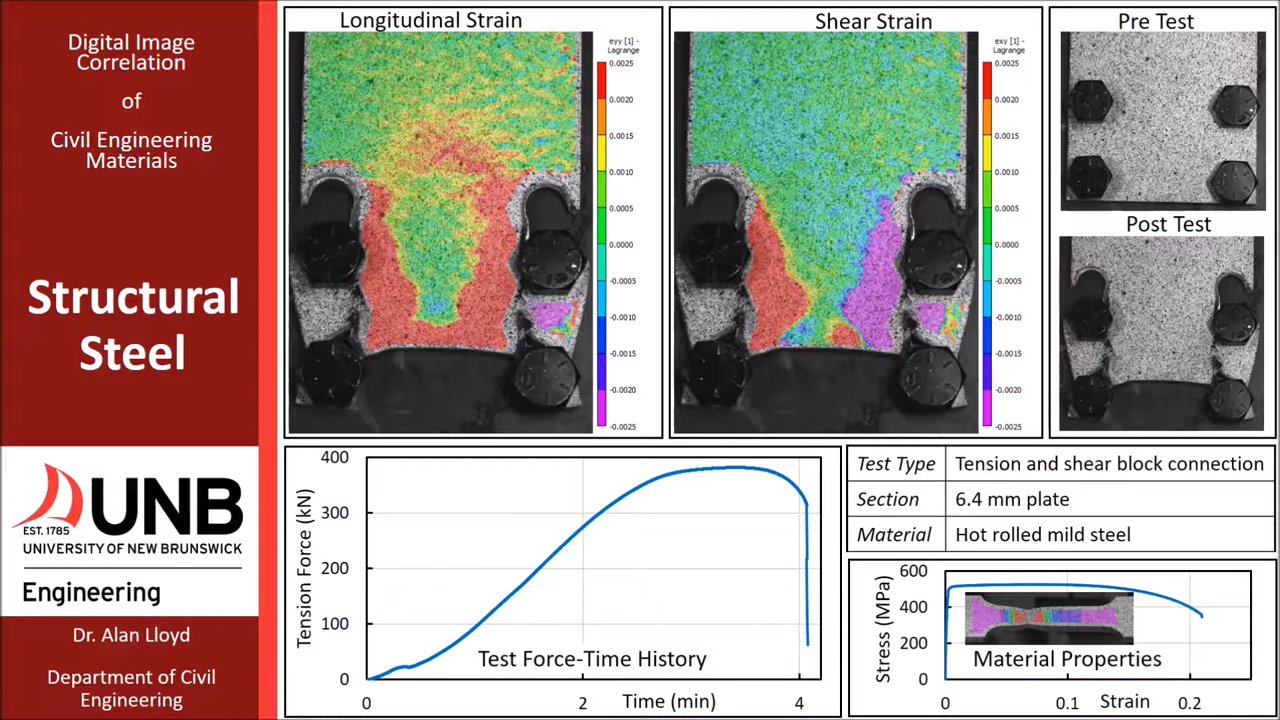 Digital Image
Correlation
of
Civil Engineering
Materials
Structural
Steel
EST. 1785
UNB
UNIVERSITY OF NEW BRUNSWICK
Engineering
Dr. Alan Lloyd
Department of Civil
Engineering
Longitudinal Strain
eyy [1] -
Lagrange
0.0025
0.0020
0.0015
0.0010
0.0005
0.0000
-0.0005
-0.0010
-0.0015
-0.0020
-0.0025
Shear Strain
exy [1] -
Lagrange
0.0025
0.0020
0.0015
0.0010
0.0005
0.0000
-0.0005
-0.0010
-0.0015
-0.0020
-0.0025
Pre Test
Post Test
Tension Force (kN)
400
300
200
100
0
0 2 4
Time (min)
Test Force-Time History
Test Type Tension and shear block connection
Section 6.4 mm plate
Material Hot rolled mild steel
Stress (MPa)
600
400
200
0
0 0.1 0.2
Strain
Material Properties